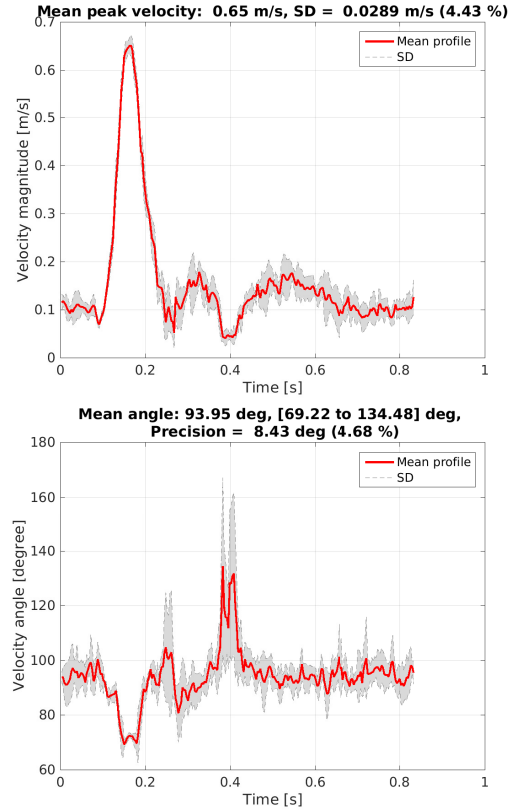 Mean peak velocity:  0.65 m/s, SD =  0.0289 m/s (4.43 %)
0.7
0.6
0.5
0.4
0.3
0.2
0.1
0
Velocity magnitude [m/s]
Mean profile
SD
0 0.2 0.4 0.6 0.8 1
Time [s]
Mean angle: 93.95 deg, [69.22 to 134.48] deg,
Precision =  8.43 deg (4.68 %)
180
160
140
120
100
80
60
Velocity angle [degree]
Mean profile
SD
0 0.2 0.4 0.6 0.8 1
Time [s]